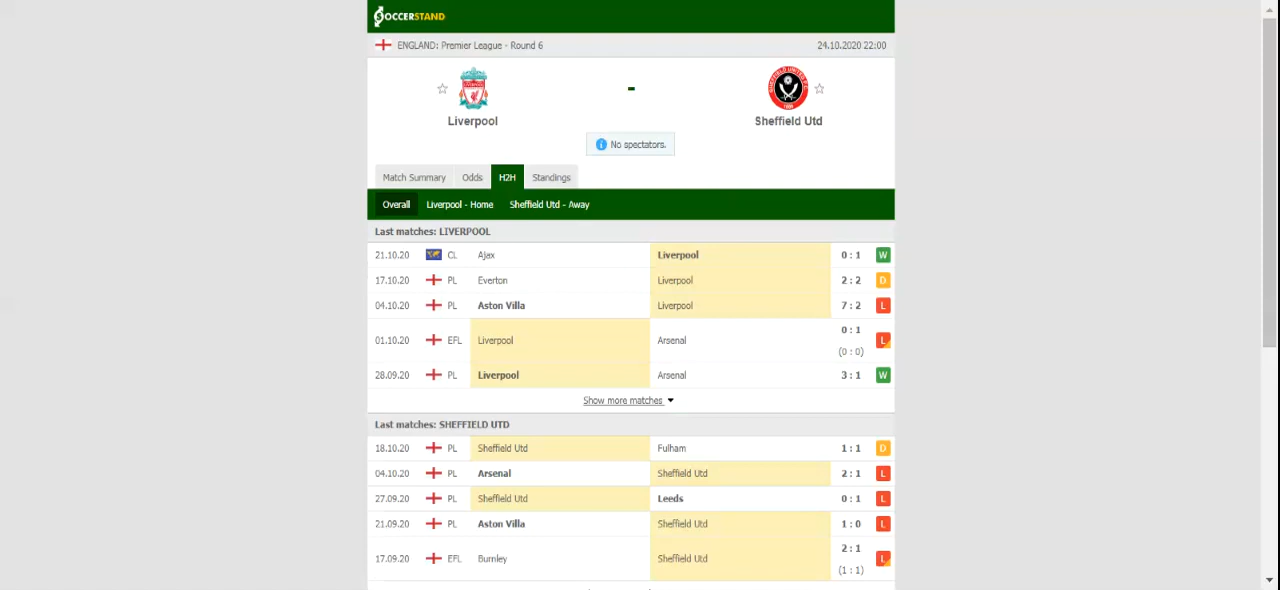 SOCCERSTAND
ENGLAND: Premier League - Round 6 24.10.2020 22:00
-
Liverpool Sheffield Utd
No spectators.
Match Summary Odds H2H Standings
Overall Liverpool - Home Sheffield Utd - Away
Last matches: LIVERPOOL
21.10.20 CL Ajax Liverpool 0 : 1 W
17.10.20 PL Everton Liverpool 2 : 2 D
04.10.20 PL Aston Villa Liverpool 7 : 2 L
01.10.20 EFL Liverpool Arsenal 0 : 1 (0 : 0) L
28.09.20 PL Liverpool Arsenal 3 : 1 W
Show more matches
Last matches: SHEFFIELD UTD
18.10.20 PL Sheffield Utd Fulham 1 : 1 D
04.10.20 PL Arsenal Sheffield Utd 2 : 1 L
27.09.20 PL Sheffield Utd Leeds 0 : 1 L
21.09.20 PL Aston Villa Sheffield Utd 1 : 0 L
17.09.20 EFL Burnley Sheffield Utd 2 : 1 (1 : 1) L